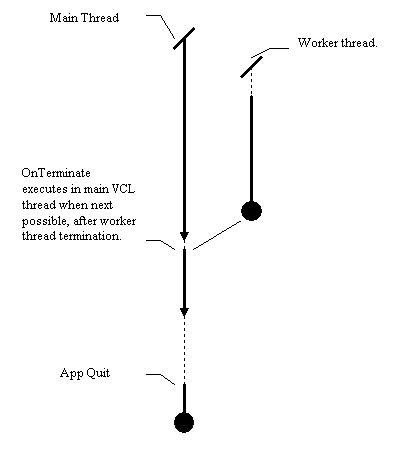 Main Thread
Worker thread.
OnTerminate
executes in main VCL
thread when next
possible, after worker
thread termination.
App Quit